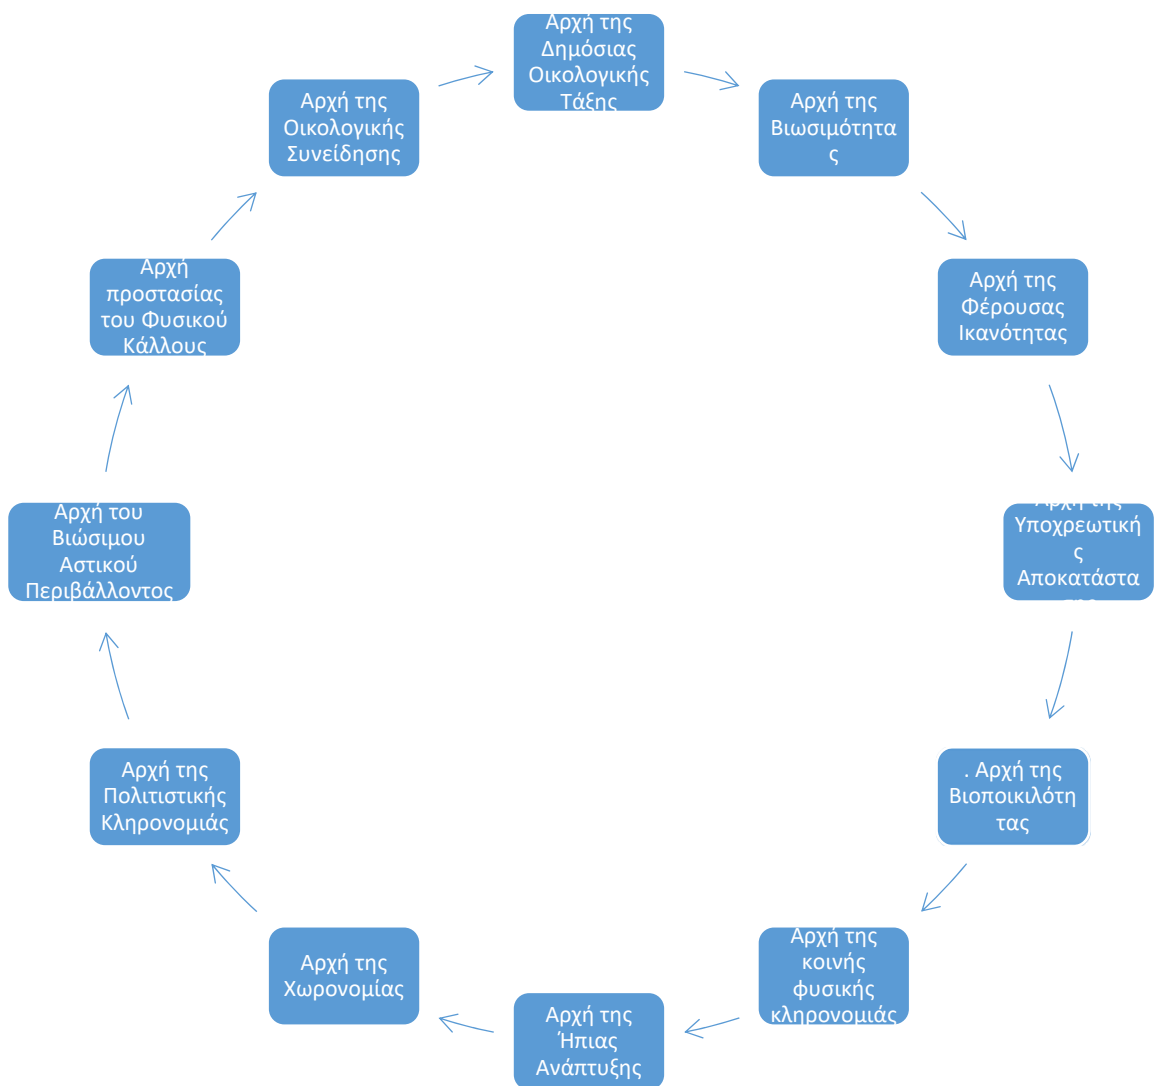 Αρχή της
Δημόσιας
Οικολογικής
Τάξης
Αρχή της
Βιωσιμότητα
ς
Αρχή της
Φέρουσας
Ικανότητας
Αρχή της
Υποχρεωτική
ς
Αποκατάστα
. Αρχή της
Βιοποικιλότη
τας
Αρχή της
κοινής
φυσικής
κληρονομιάς
Αρχή της
Ήπιας
Ανάπτυξης
Αρχή της
Χωρονομίας
Αρχή της
Πολιτιστικής
Κληρονομιάς
Αρχή του
Βιώσιμου
Αστικού
Περιβάλλοντος
Αρχή
προστασίας
του Φυσικού
Κάλλους
Αρχή της
Οικολογικής
Συνείδησης